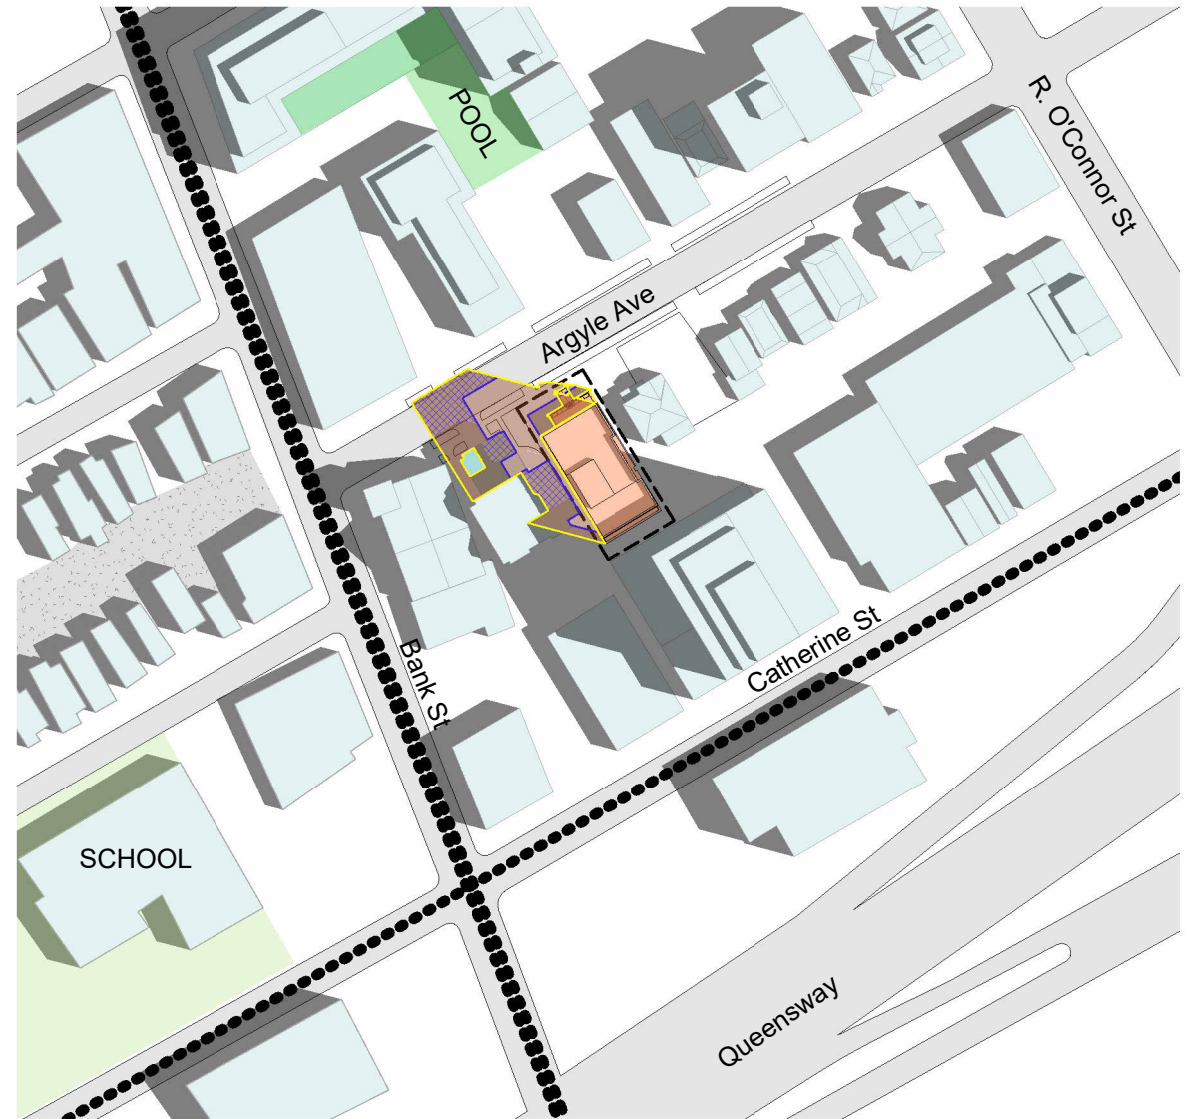 POOL
R. O'Connor St
Argyle Ave
Bank St
Catherine St
SCHOOL
Queensway